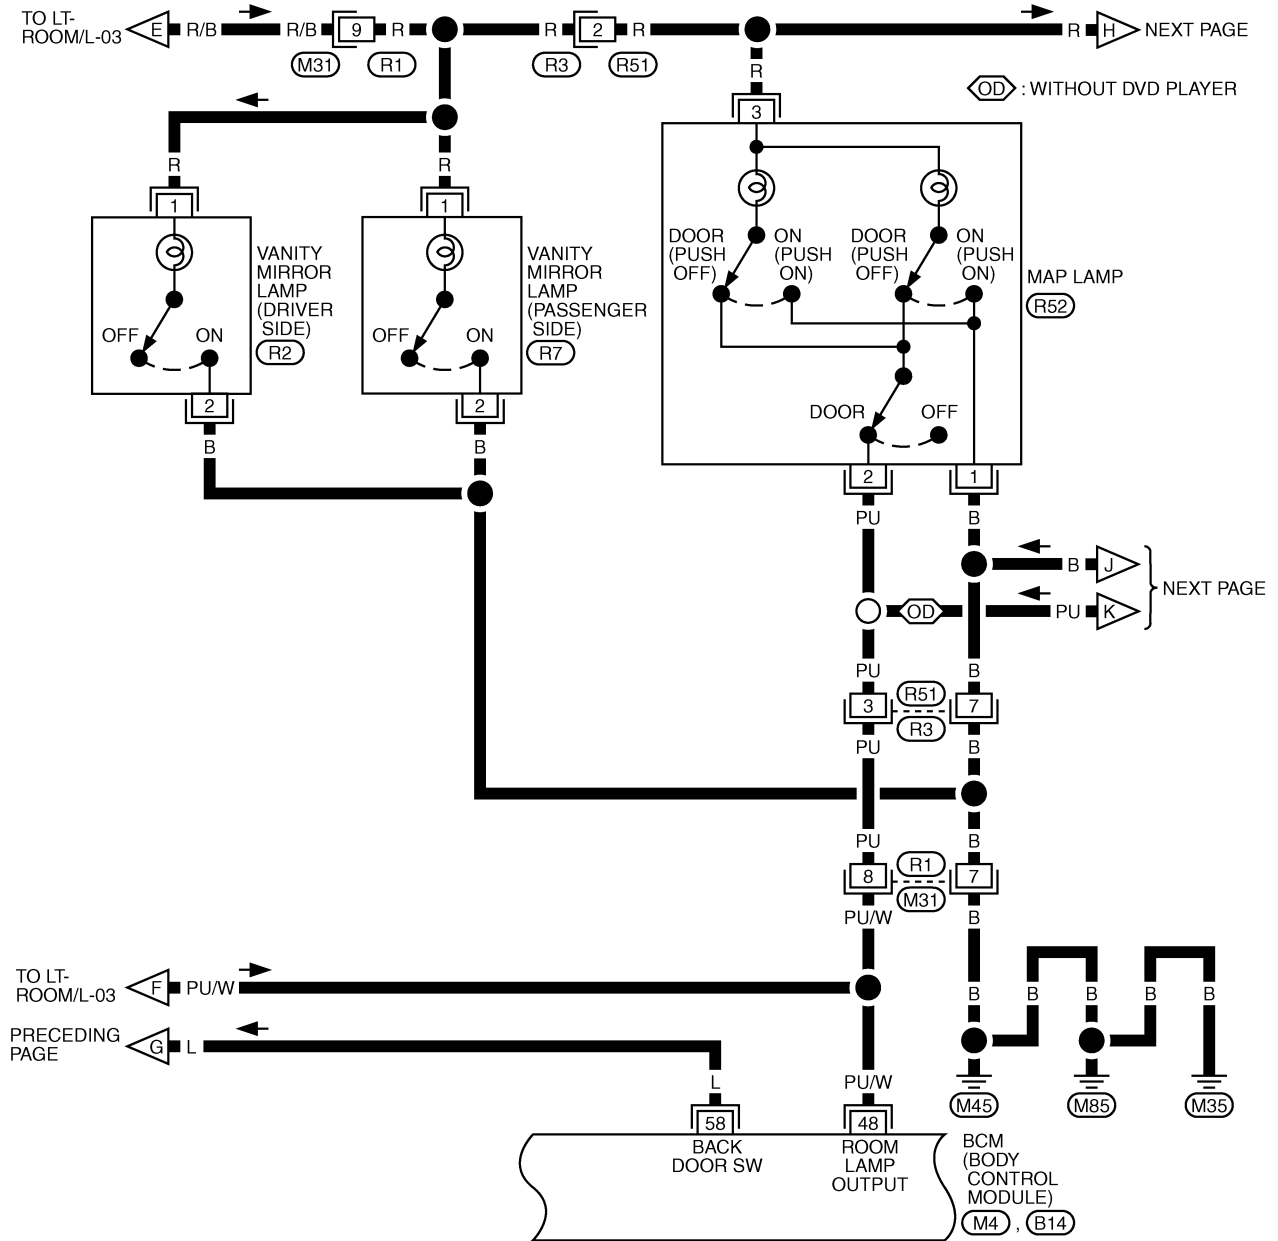 TO LT-
ROOM/L-03
E
R/B
R/B
9
R
R
2
R
R
H
NEXT PAGE
M31
R1
R3
R51
R
OD : WITHOUT DVD PLAYER
3
R
R
1
1
DOOR
(PUSH
OFF)
ON
(PUSH
ON)
DOOR
(PUSH
OFF)
ON
(PUSH
ON)
VANITY
MIRROR
LAMP
(DRIVER
SIDE)
R2
VANITY
MIRROR
LAMP
(PASSENGER
SIDE)
R7
MAP LAMP
R52
OFF
ON
OFF
ON
2
2
DOOR
OFF
B
B
2
1
PU
B
B
J
OD
PU
K
NEXT PAGE
PU
B
R51
3
7
R3
PU
B
PU
B
R1
8
7
M31
PU/W
B
TO LT-
ROOM/L-03
F
PU/W
B
B
B
B
B
PRECEDING
PAGE
G
L
L
PU/W
M45
M85
M35
58
48
BACK
DOOR SW
ROOM
LAMP
OUTPUT
BCM
(BODY
CONTROL
MODULE)
M4 , B14